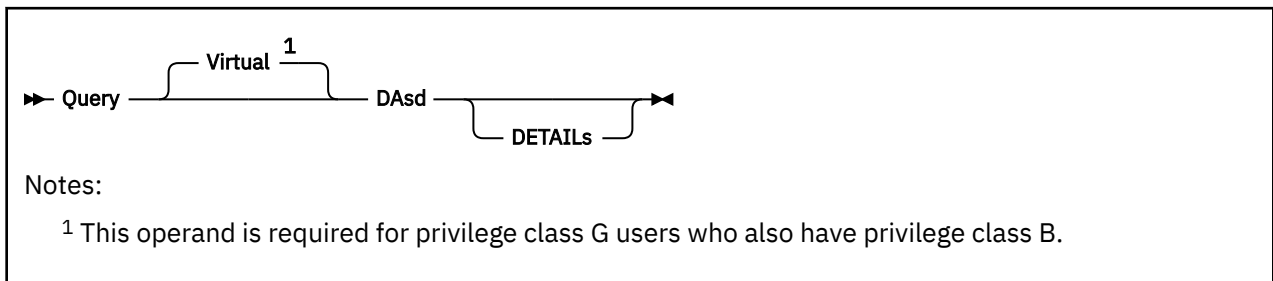 Virtual 1
Query DAsd
DETAILs
Notes:
1 This operand is required for privilege class G users who also have privilege class B.